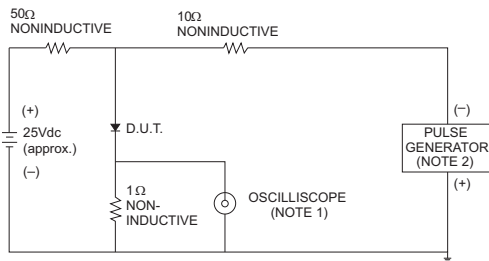 50Ω
NONINDUCTIVE
10Ω
NONINDUCTIVE
(+)
25Vdc
(approx.)
(–)
D.U.T.
1Ω
NON-
INDUCTIVE
OSCILLISCOPE
(NOTE 1)
(–)
PULSE
GENERATOR
(NOTE 2)
(+)